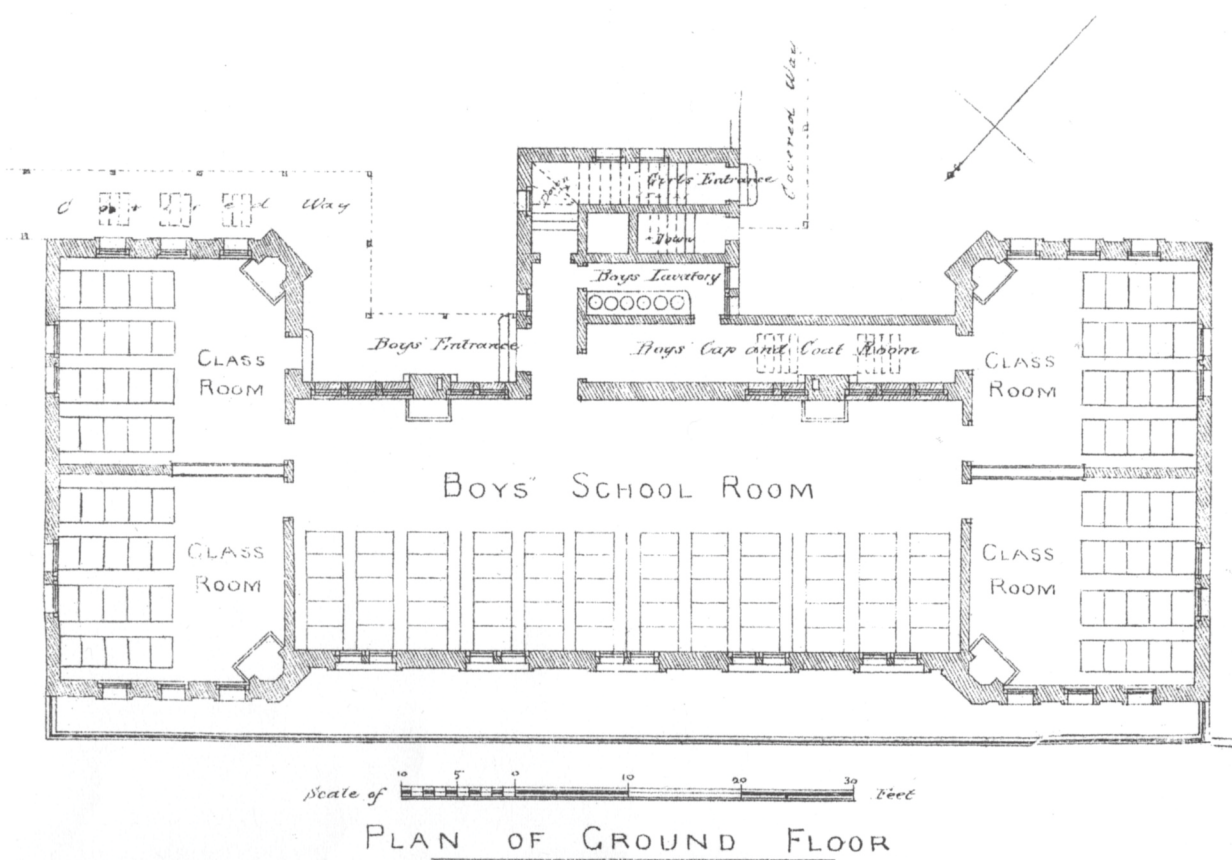 Covered Way
Girls' Entrance
Down
Covered Way
Down
Boys Lavatory
Boys' Entrance
Boys' Cap and Coat Room
CLASS
ROOM
CLASS
ROOM
BOYS' SCHOOL ROOM
CLASS
ROOM
CLASS
ROOM
10 5 0 10 20 30
Scale of Feet
PLAN OF GROUND FLOOR